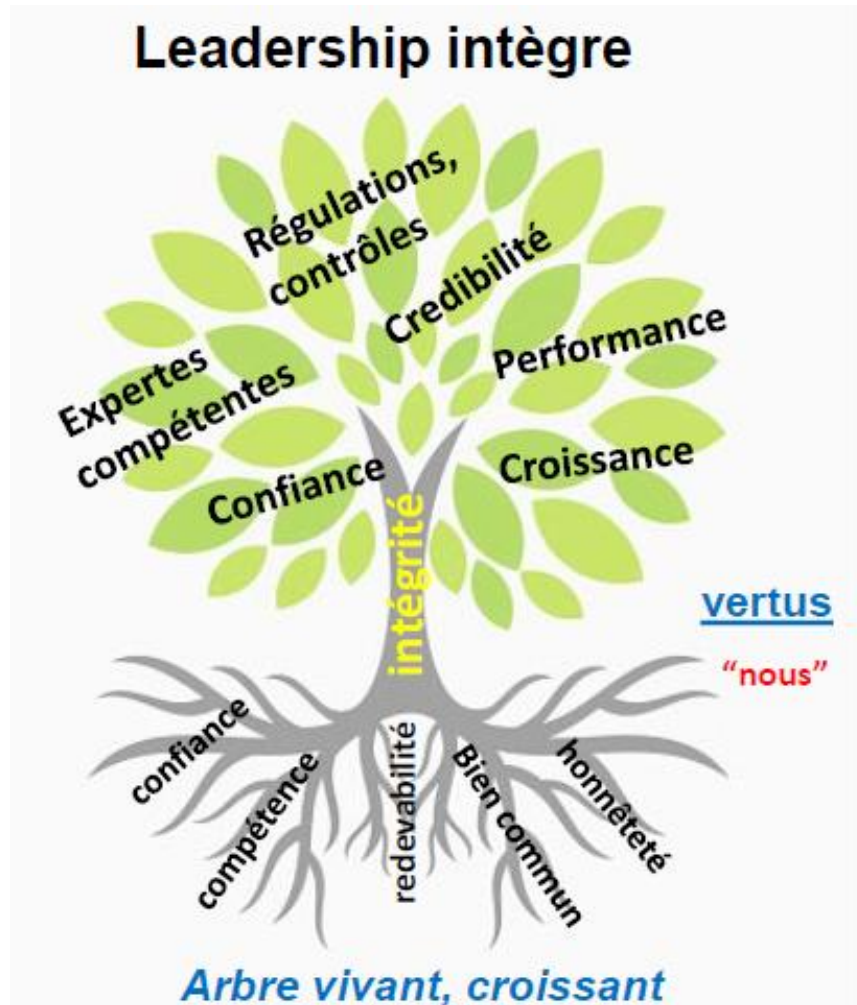 Leadership intègre
Régulations,
contrôles
Credibilité
Performance
Expertes
compétentes
Confiance
Croissance
intégrité
vertus
“nous”
confiance
compétence
redevabilité
Bien commun
honnêteté
Arbre vivant, croissant